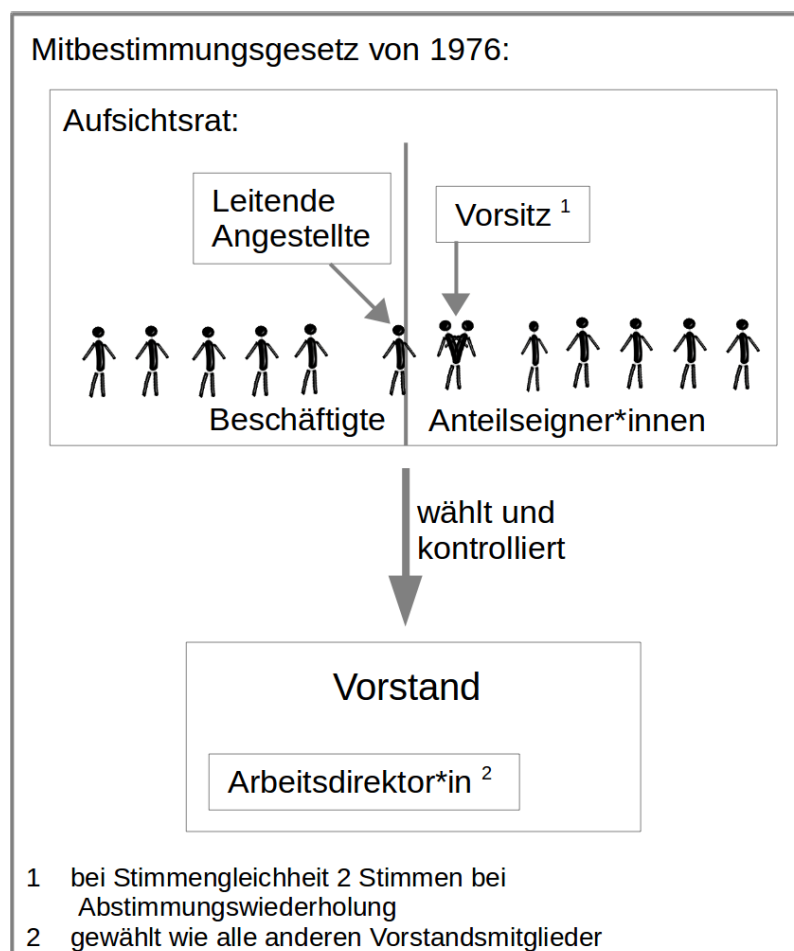 Mitbestimmungsgesetz von 1976:
Aufsichtsrat:
Leitende
Angestellte
Vorsitz 1
Beschäftigte
Anteilseigner*innen
wählt und
kontrolliert
Vorstand
Arbeitsdirektor*in 2
1 bei Stimmengleichheit 2 Stimmen bei
Abstimmungswiederholung
2 gewählt wie alle anderen Vorstandsmitglieder